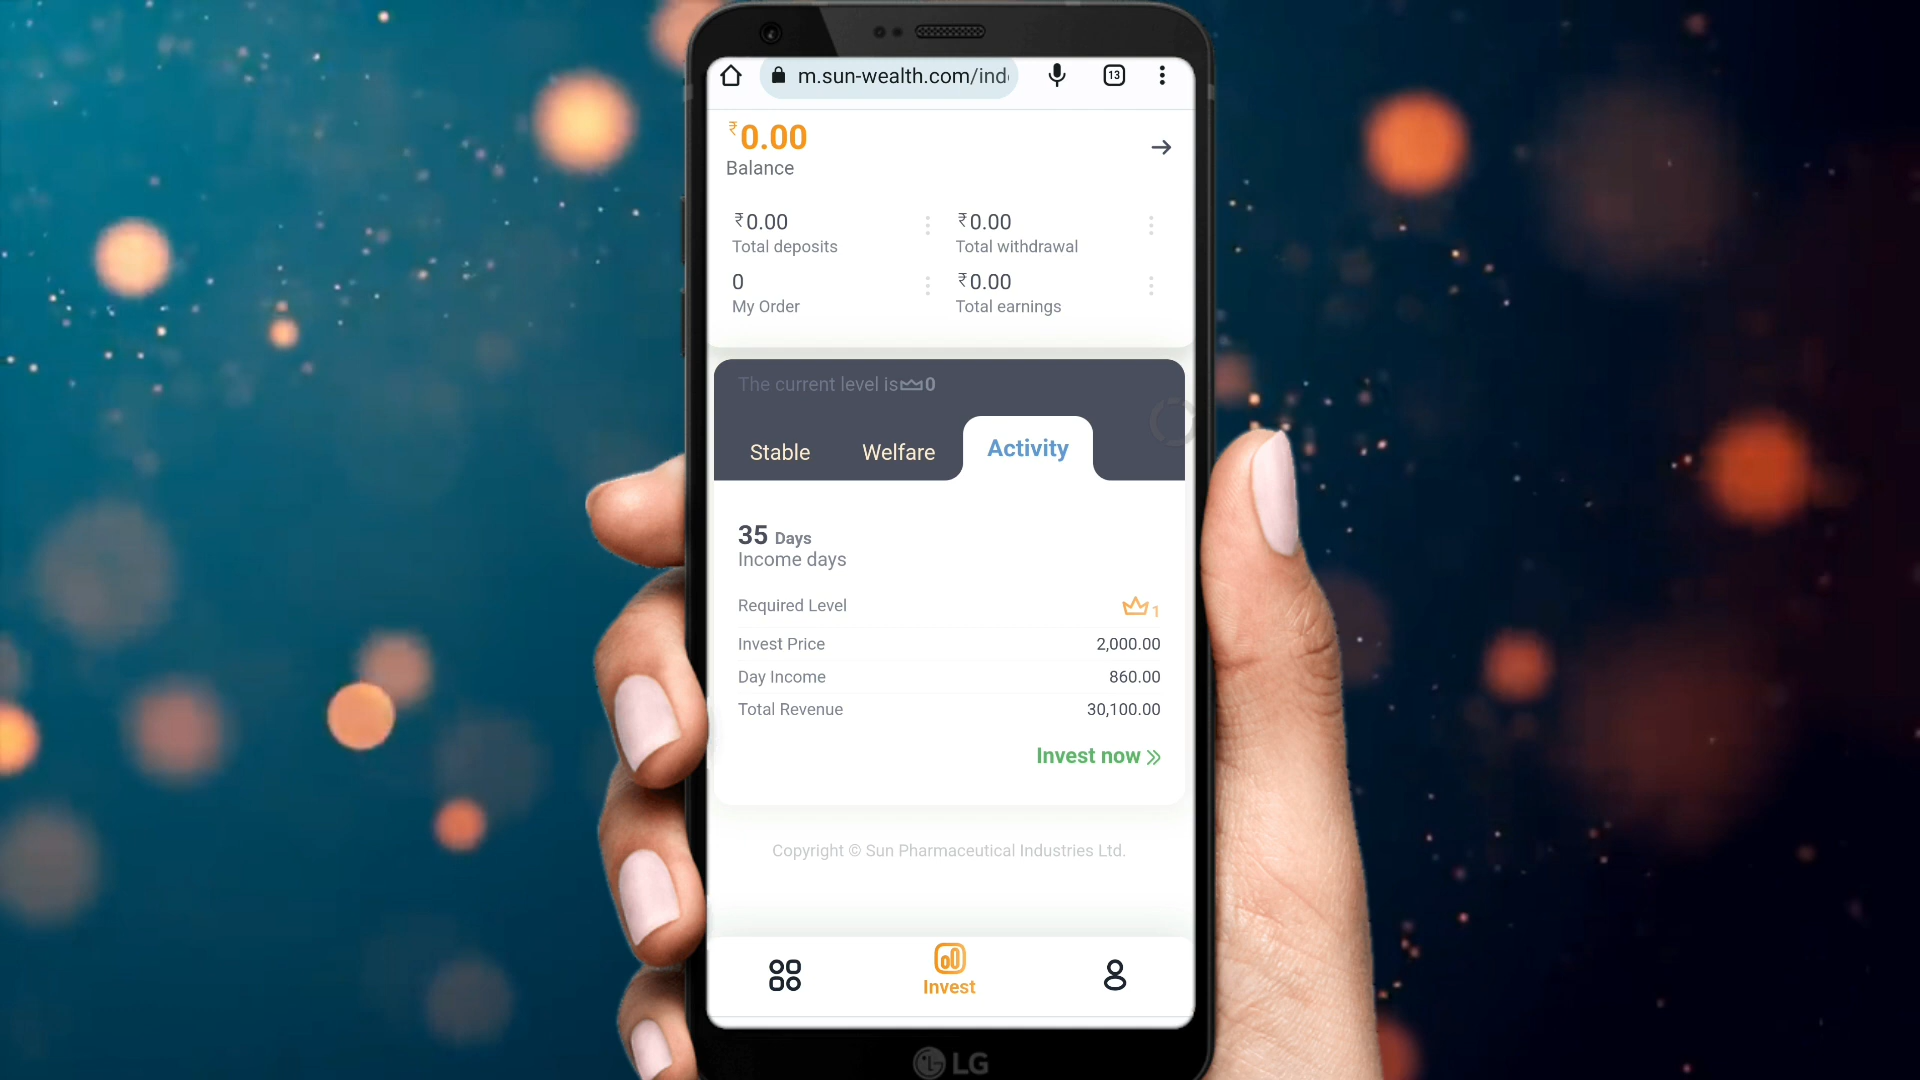 m.sun-wealth.com/ind
13
₹0.00
Balance
₹0.00
₹0.00
Total deposits
Total withdrawal
0
₹0.00
My Order
Total earnings
The current level is 0
Stable
Welfare
Activity
35 Days
Income days
Required Level
1
Invest Price
2,000.00
Day Income
860.00
Total Revenue
30,100.00
Invest now
Copyright © Sun Pharmaceutical Industries Ltd.
Invest
LG